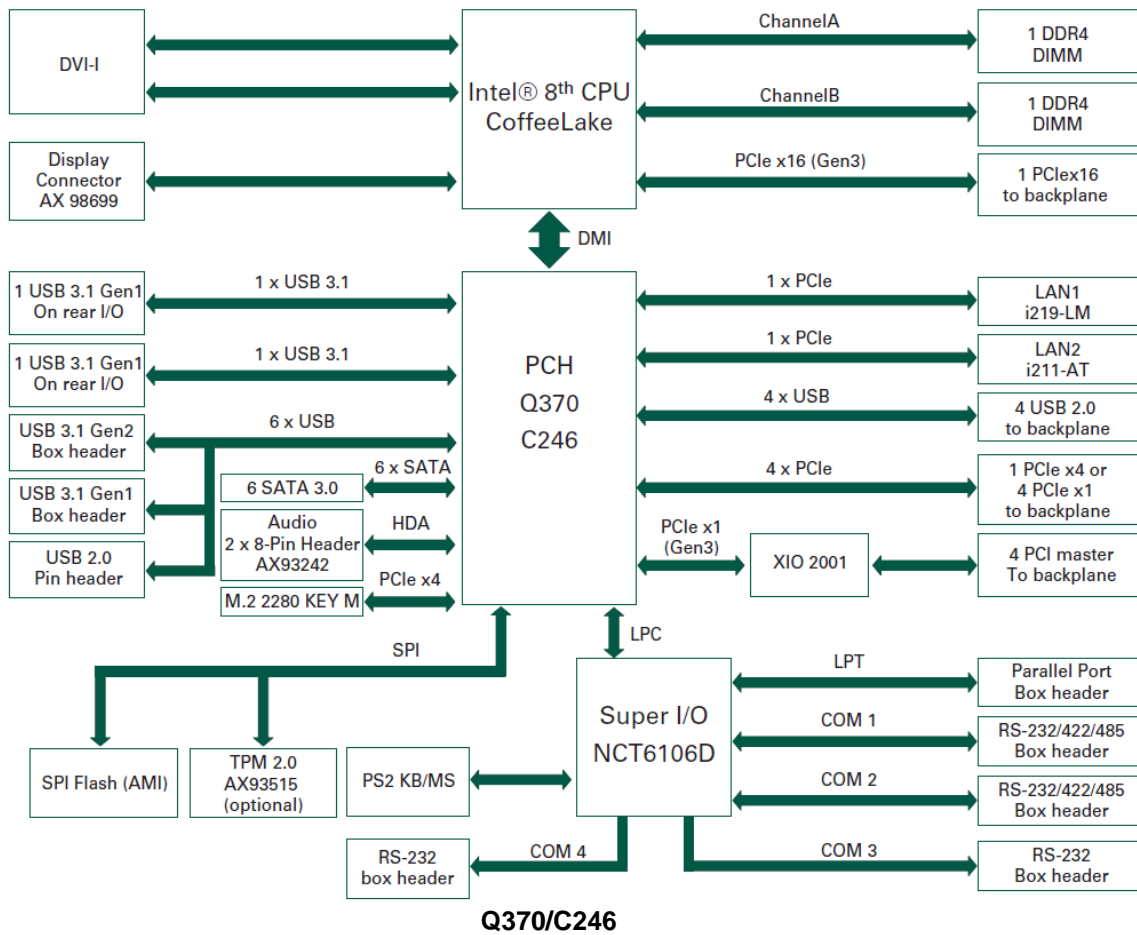 DVI-I
Intel® 8th CPU
CoffeeLake
ChannelA
1 DDR4
DIMM
ChannelB
1 DDR4
DIMM
Display
Connector
AX 98699
PCIe x16 (Gen3)
1 PCIex16
to backplane
DMI
1 USB 3.1 Gen1
On rear I/O
1 x USB 3.1
1 USB 3.1 Gen1
On rear I/O
1 x USB 3.1
USB 3.1 Gen2
Box header
6 x USB
USB 3.1 Gen1
Box header
USB 2.0
Pin header
6 SATA 3.0
6 x SATA
Audio
2 x 8-Pin Header
AX93242
HDA
M.2 2280 KEY M
PCIe x4
PCH
Q370
C246
1 x PCIe
LAN1
i219-LM
1 x PCIe
LAN2
i211-AT
4 x USB
4 USB 2.0
to backplane
4 x PCIe
1 PCIe x4 or
4 PCIe x1
to backplane
PCIe x1
(Gen3)
XIO 2001
4 PCI master
To backplane
SPI
LPC
SPI Flash (AMI)
TPM 2.0
AX93515
(optional)
PS2 KB/MS
Super I/O
NCT6106D
LPT
Parallel Port
Box header
COM 1
RS-232/422/485
Box header
COM 2
RS-232/422/485
Box header
RS-232
box header
COM 4
COM 3
RS-232
Box header
Q370/C246